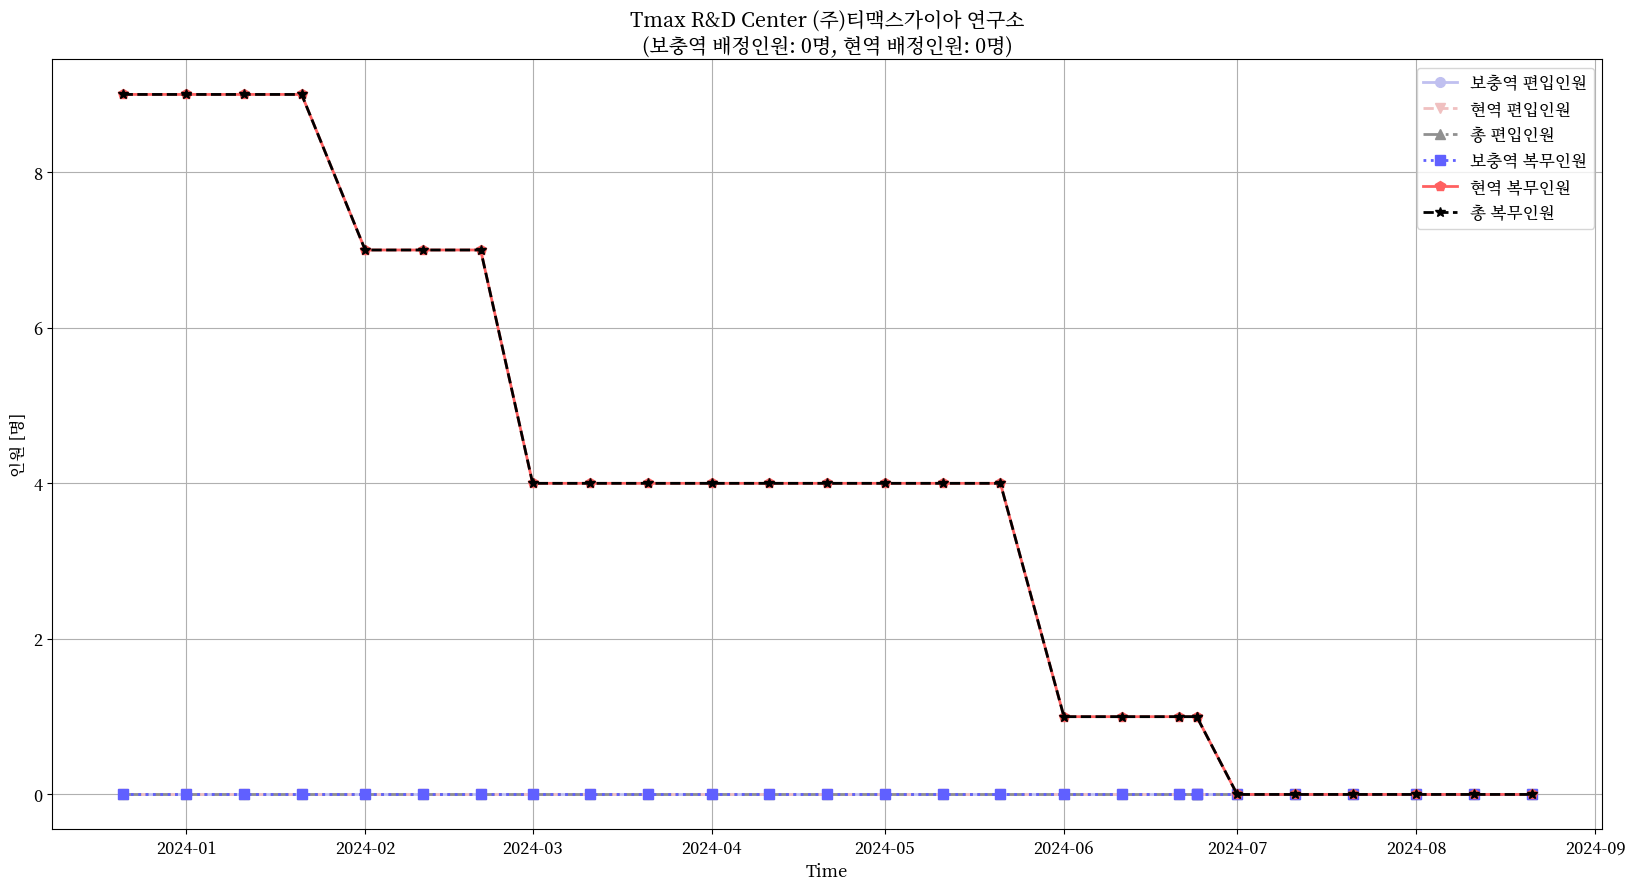 Tmax R&D Center (주)티맥스가이아 연구소
(보충역 배정인원: 0명, 현역 배정인원: 0명)
보충역 편입인원
현역 편입인원
총 편입인원
보충역 복무인원
현역 복무인원
총 복무인원
인원 [명]
8
6
4
2
0
2024-01 2024-02 2024-03 2024-04 2024-05 2024-06 2024-07 2024-08 2024-09
Time